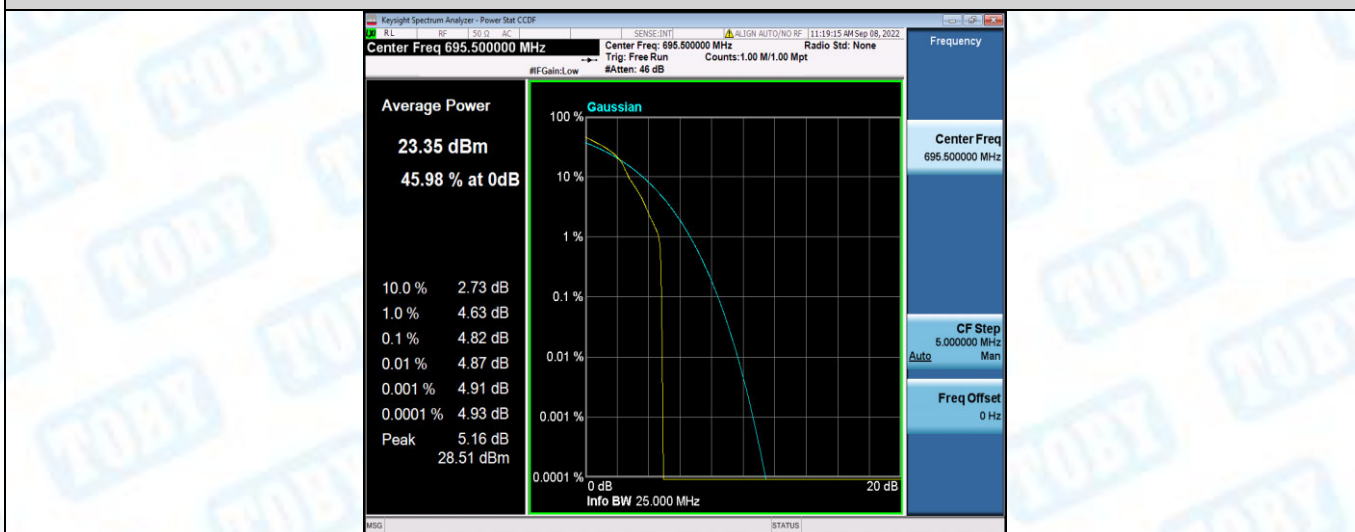 Keysight Spectrum Analyzer - Power Stat CCDF
RL RF 50 Ω AC SENSE:INT ALIGN AUTO/NO RF 11:19:15 AM Sep 08, 2022
Center Freq 695.500000 MHz
Center Freq: 695.500000 MHz Radio Std: None
Trig: Free Run Counts:1.00 M/1.00 Mpt
#IFGain:Low #Atten: 46 dB
Frequency
Average Power
23.35 dBm
45.98 % at 0dB
10.0 % 2.73 dB
1.0 % 4.63 dB
0.1 % 4.82 dB
0.01 % 4.87 dB
0.001 % 4.91 dB
0.0001 % 4.93 dB
Peak 5.16 dB
28.51 dBm
Gaussian
100 %
10 %
1 %
0.1 %
0.01 %
0.001 %
0.0001 %
0 dB 20 dB
Info BW 25.000 MHz
Center Freq
695.500000 MHz
CF Step
5.000000 MHz
Auto Man
Freq Offset
0 Hz
MSG STATUS
TOBY
TOBY
TOBY
TOBY
TOBY
TOBY
TOBY
TOBY